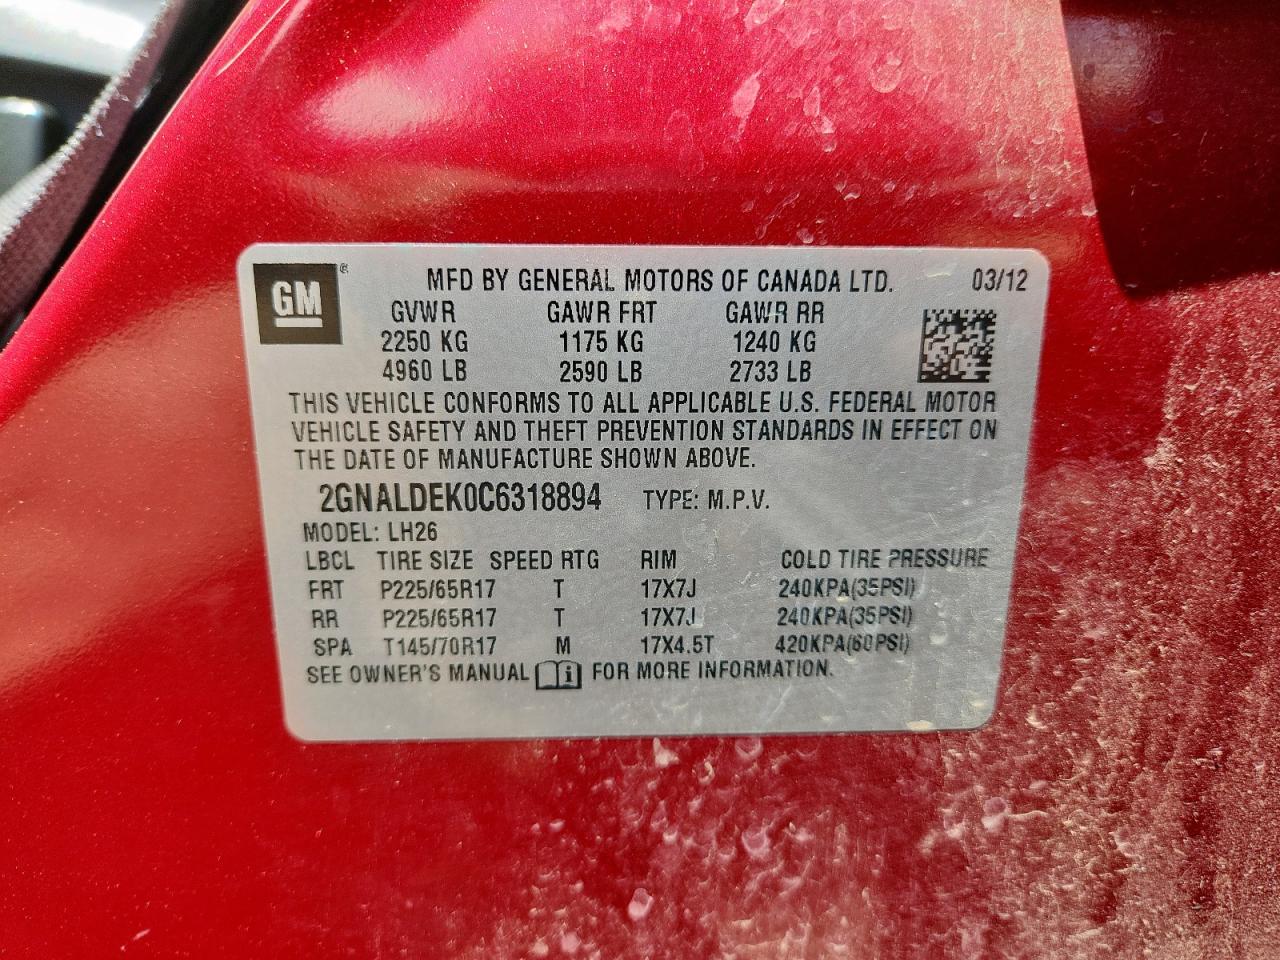 GM ® MFD BY GENERAL MOTORS OF CANADA LTD. 03/12
GVWR GAWR FRT GAWR RR
2250 KG 1175 KG 1240 KG
4960 LB 2590 LB 2733 LB
THIS VEHICLE CONFORMS TO ALL APPLICABLE U.S. FEDERAL MOTOR
VEHICLE SAFETY AND THEFT PREVENTION STANDARDS IN EFFECT ON
THE DATE OF MANUFACTURE SHOWN ABOVE.
2GNALDEK0C6318894 TYPE: M.P.V.
MODEL: LH26
LBCL TIRE SIZE SPEED RTG RIM COLD TIRE PRESSURE
FRT P225/65R17 T 17X7J 240KPA(35PSI)
RR P225/65R17 T 17X7J 240KPA(35PSI)
SPA T145/70R17 M 17X4.5T 420KPA(60PSI)
SEE OWNER'S MANUAL i FOR MORE INFORMATION.